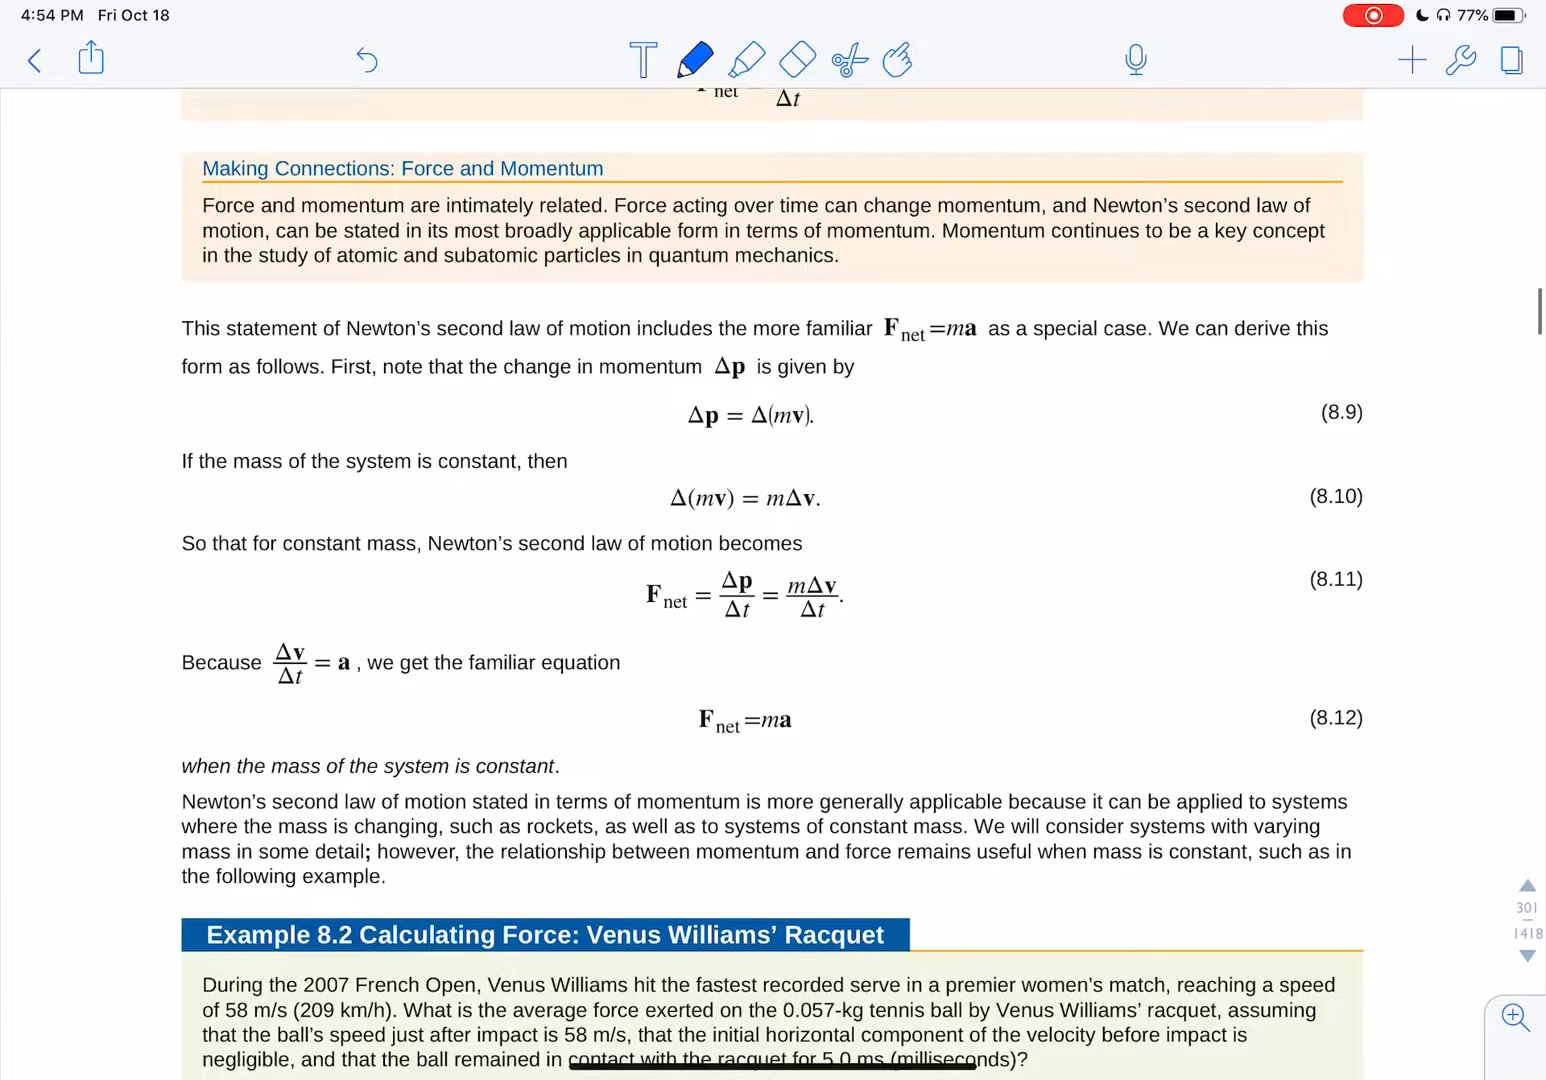 4:54 PM Fri Oct 18
77%
net
Δt
Making Connections: Force and Momentum
Force and momentum are intimately related. Force acting over time can change momentum, and Newton’s second law of
motion, can be stated in its most broadly applicable form in terms of momentum. Momentum continues to be a key concept
in the study of atomic and subatomic particles in quantum mechanics.
This statement of Newton’s second law of motion includes the more familiar F net =ma as a special case. We can derive this
form as follows. First, note that the change in momentum Δp is given by
Δp = Δ(mv). (8.9)
If the mass of the system is constant, then
Δ(mv) = mΔv. (8.10)
So that for constant mass, Newton’s second law of motion becomes
F net = Δp/Δt = mΔv/Δt. (8.11)
Because Δv/Δt = a , we get the familiar equation
F net =ma (8.12)
when the mass of the system is constant.
Newton’s second law of motion stated in terms of momentum is more generally applicable because it can be applied to systems
where the mass is changing, such as rockets, as well as to systems of constant mass. We will consider systems with varying
mass in some detail; however, the relationship between momentum and force remains useful when mass is constant, such as in
the following example.
301
1418
Example 8.2 Calculating Force: Venus Williams’ Racquet
During the 2007 French Open, Venus Williams hit the fastest recorded serve in a premier women’s match, reaching a speed
of 58 m/s (209 km/h). What is the average force exerted on the 0.057-kg tennis ball by Venus Williams’ racquet, assuming
that the ball’s speed just after impact is 58 m/s, that the initial horizontal component of the velocity before impact is
negligible, and that the ball remained in contact with the racquet for 5.0 ms (milliseconds)?